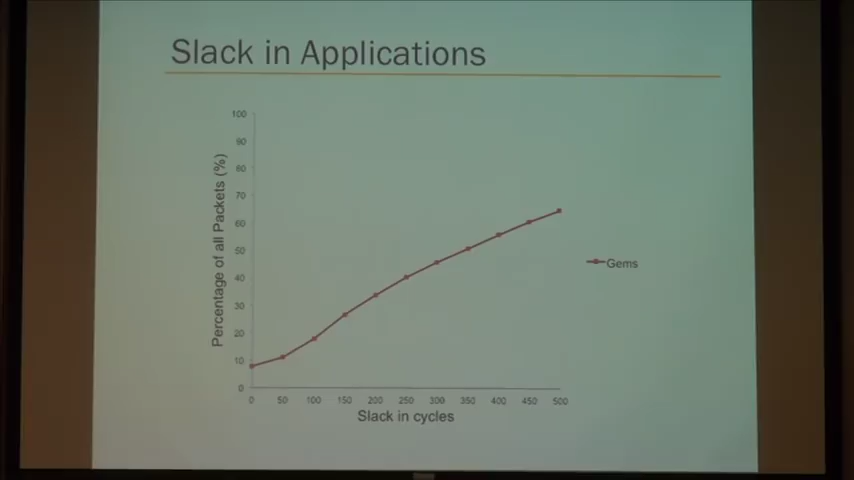 Slack in Applications
100
90
80
70
60
50
40
30
20
10
0
Percentage of all Packets (%)
0 50 100 150 200 250 300 350 400 450 500
Slack in cycles
Gems